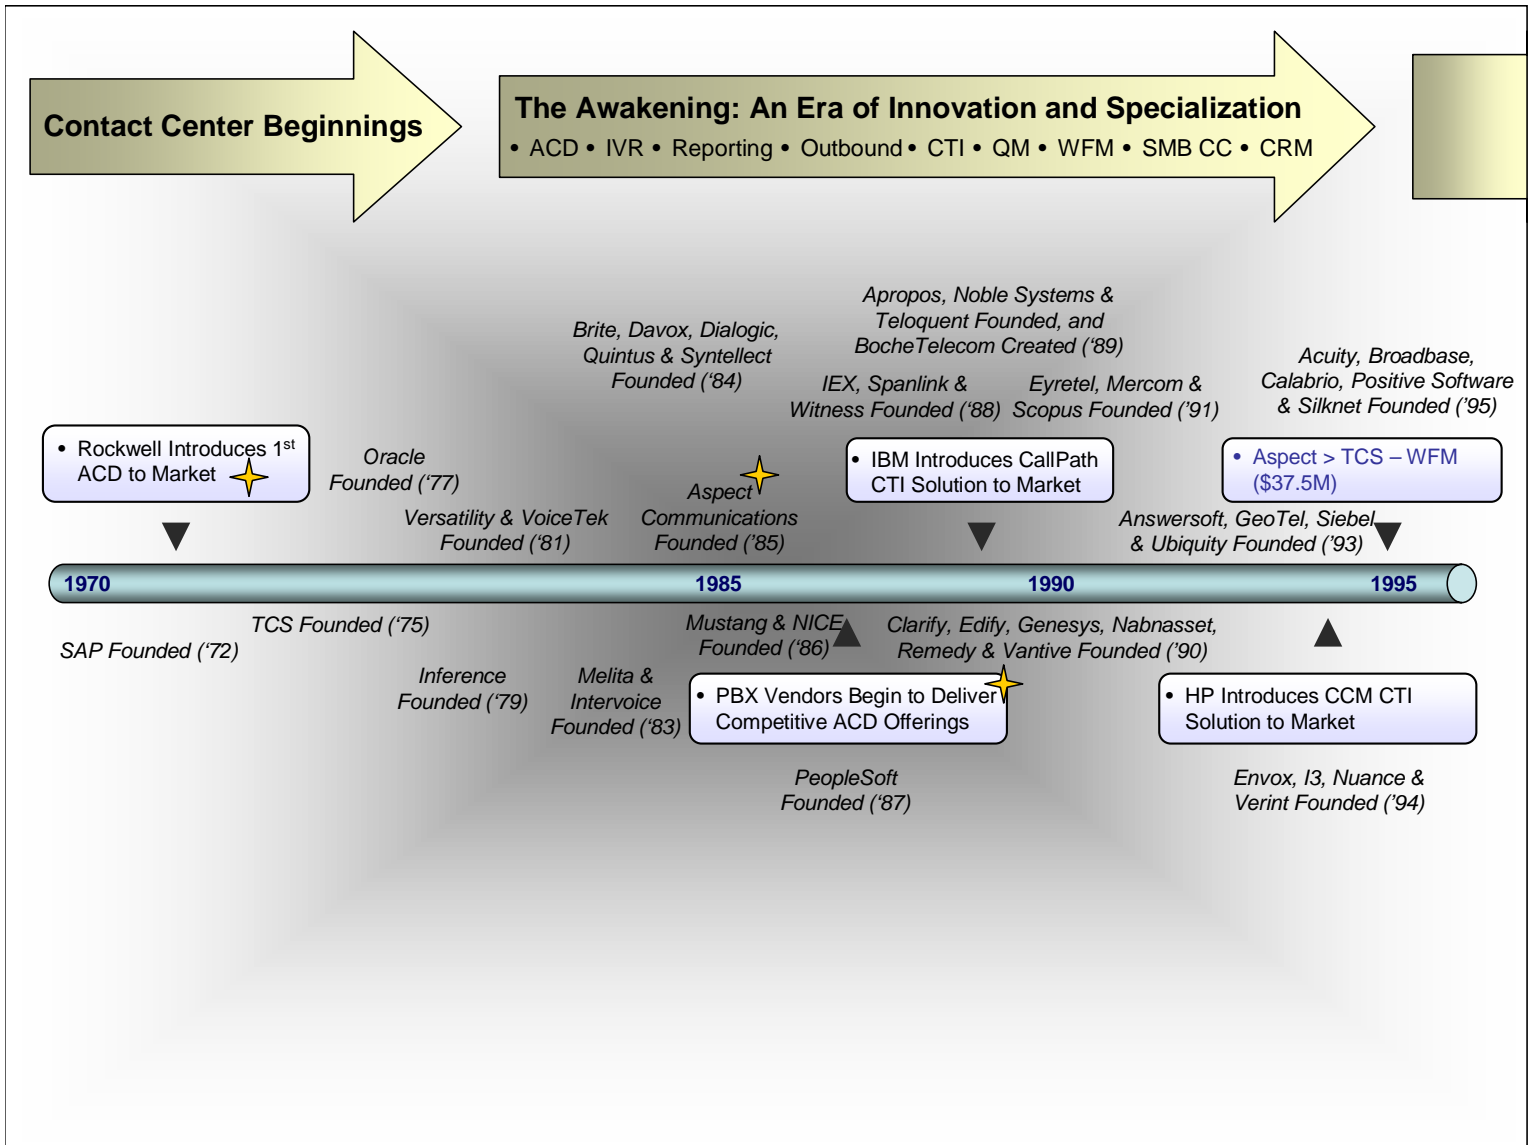 Contact Center Beginnings
The Awakening: An Era of Innovation and Specialization
• ACD • IVR • Reporting • Outbound • CTI • QM • WFM • SMB CC • CRM
Apropos, Noble Systems &
Teloquent Founded, and
BocheTelecom Created (‘89)
Brite, Davox, Dialogic,
Quintus & Syntellect
Founded (‘84)
Acuity, Broadbase,
Calabrio, Positive Software
& Silknet Founded (’95)
IEX, Spanlink &
Witness Founded (‘88)
Eyretel, Mercom &
Scopus Founded (’91)
• Rockwell Introduces 1st
ACD to Market
Oracle
Founded (‘77)
• IBM Introduces CallPath
CTI Solution to Market
• Aspect > TCS – WFM
($37.5M)
Versatility & VoiceTek
Founded (‘81)
Aspect
Communications
Founded (’85)
Answersoft, GeoTel, Siebel
& Ubiquity Founded (’93)
1970
1985
1990
1995
SAP Founded (‘72)
TCS Founded (‘75)
Mustang & NICE
Founded (‘86)
Clarify, Edify, Genesys, Nabnasset,
Remedy & Vantive Founded (’90)
Inference
Founded (‘79)
Melita &
Intervoice
Founded (‘83)
• PBX Vendors Begin to Deliver
Competitive ACD Offerings
• HP Introduces CCM CTI
Solution to Market
PeopleSoft
Founded (‘87)
Envox, I3, Nuance &
Verint Founded (’94)